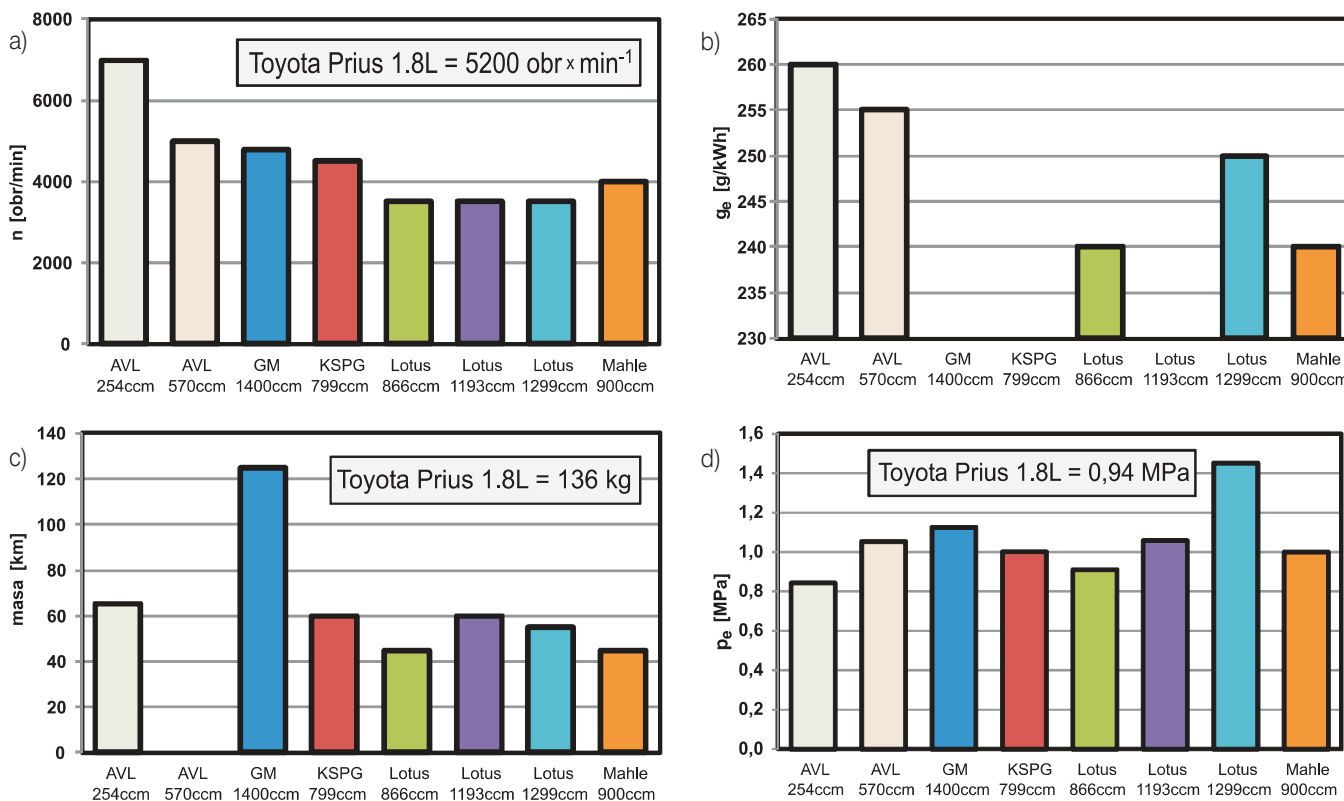 a)
8000
6000
4000
2000
0
n [obr/min]
Toyota Prius 1.8L = 5200 obr x min-1
AVL AVL GM KSPG Lotus Lotus Lotus Mahle
254ccm 570ccm 1400ccm 799ccm 866ccm 1193ccm 1299ccm 900ccm
b)
265
260
255
250
245
240
235
230
ge [g/kWh]
AVL AVL GM KSPG Lotus Lotus Lotus Mahle
254ccm 570ccm 1400ccm 799ccm 866ccm 1193ccm 1299ccm 900ccm
c)
140
120
100
80
60
40
20
0
masa [km]
Toyota Prius 1.8L = 136 kg
AVL AVL GM KSPG Lotus Lotus Lotus Mahle
254ccm 570ccm 1400ccm 799ccm 866ccm 1193ccm 1299ccm 900ccm
d)
1,6
1,4
1,2
1,0
0,8
0,6
0,4
0,2
0,0
pe [MPa]
Toyota Prius 1.8L = 0,94 MPa
AVL AVL GM KSPG Lotus Lotus Lotus Mahle
254ccm 570ccm 1400ccm 799ccm 866ccm 1193ccm 1299ccm 900ccm